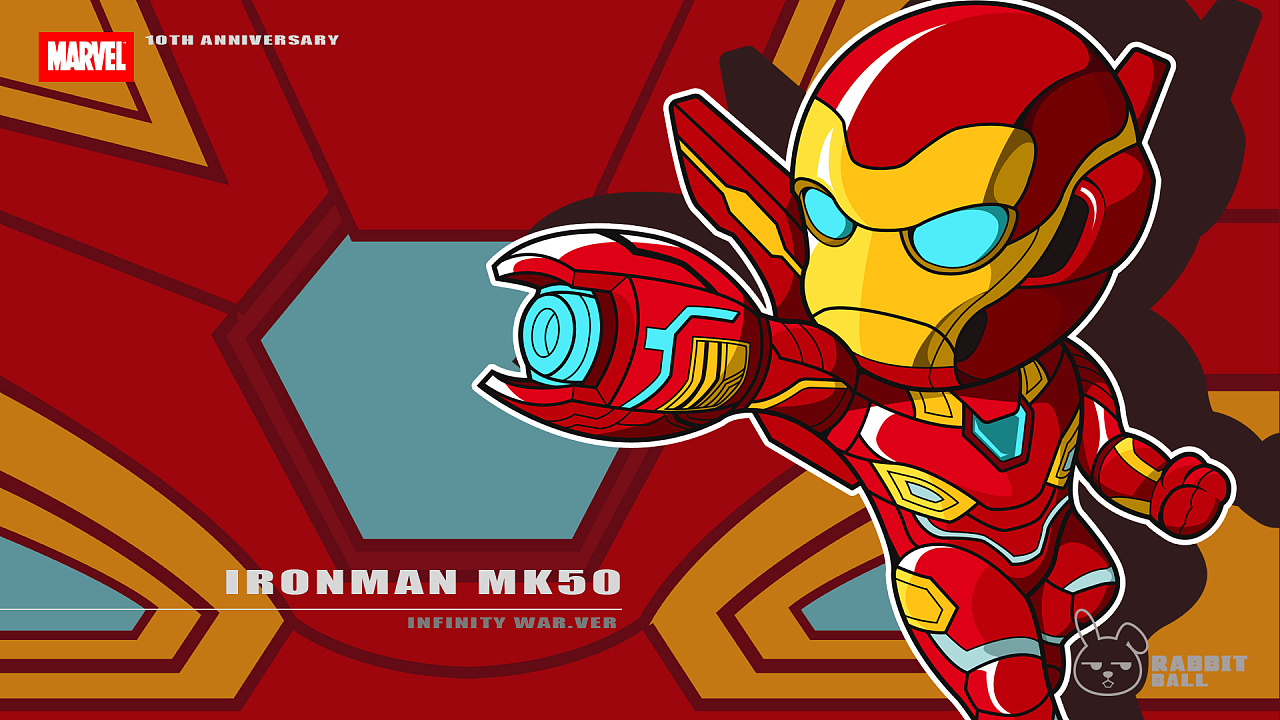 MARVEL
10TH ANNIVERSARY
IRONMAN MK50
INFINITY WAR.VER
RABBIT
BALL